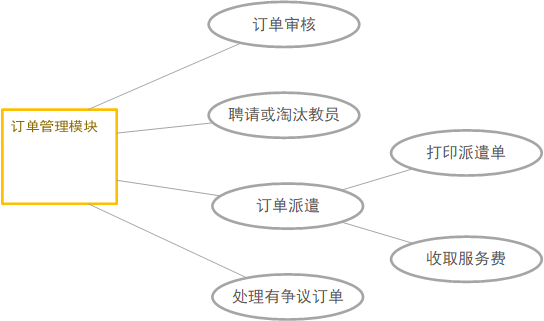 订单审核
订单管理模块
聘请或淘汰教员
打印派遣单
订单派遣
收取服务费
处理有争议订单